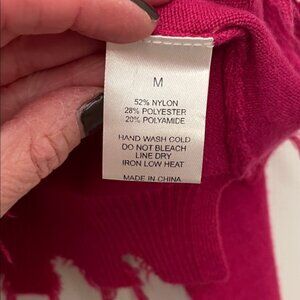 M
52% NYLON
28% POLYESTER
20% POLYAMIDE
HAND WASH COLD
DO NOT BLEACH
LINE DRY
IRON LOW HEAT
MADE IN CHINA